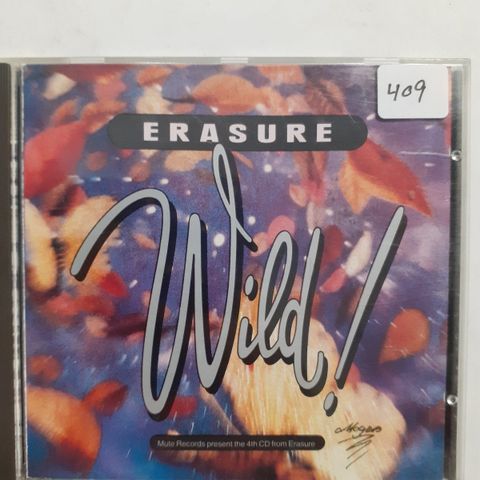 409
ERASURE
Wild!
Mute Records present the 4th CD from Erasure